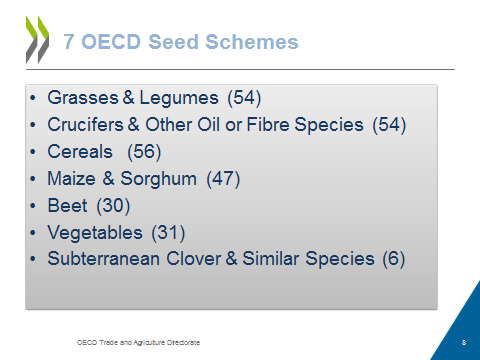 7 OECD Seed Schemes
• Grasses & Legumes (54)
• Crucifers & Other Oil or Fibre Species (54)
• Cereals (56)
• Maize & Sorghum (47)
• Beet (30)
• Vegetables (31)
• Subterranean Clover & Similar Species (6)
OECD Trade and Agriculture Directorate
8